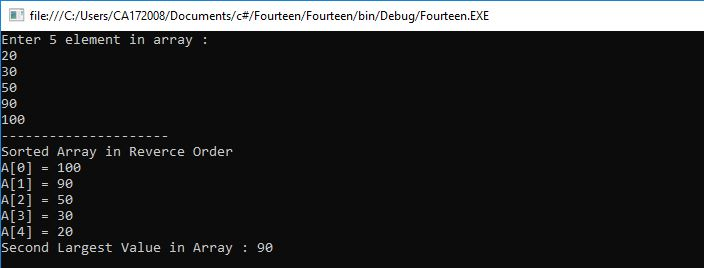 file:///C:/Users/CA172008/Documents/c#/Fourteen/Fourteen/bin/Debug/Fourteen.EXE
Enter 5 element in array :
20
30
50
90
100
---------------------
Sorted Array in Reverce Order
A[0] = 100
A[1] = 90
A[2] = 50
A[3] = 30
A[4] = 20
Second Largest Value in Array : 90